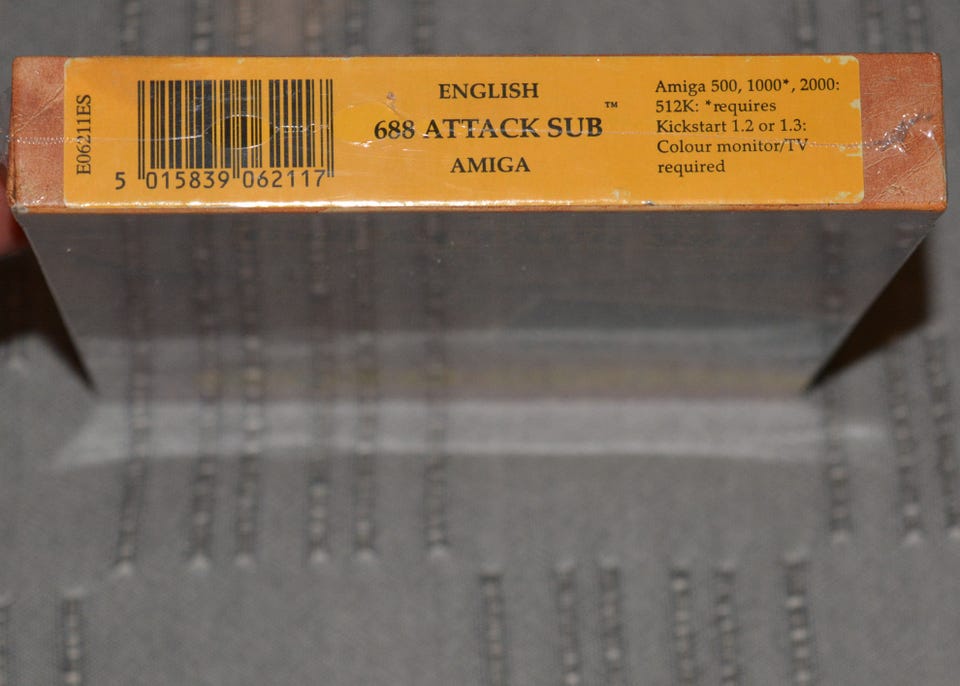 E06211ES
5 015839 062117
ENGLISH
688 ATTACK SUB™
AMIGA
Amiga 500, 1000*, 2000:
512K: *requires
Kickstart 1.2 or 1.3:
Colour monitor/TV
required